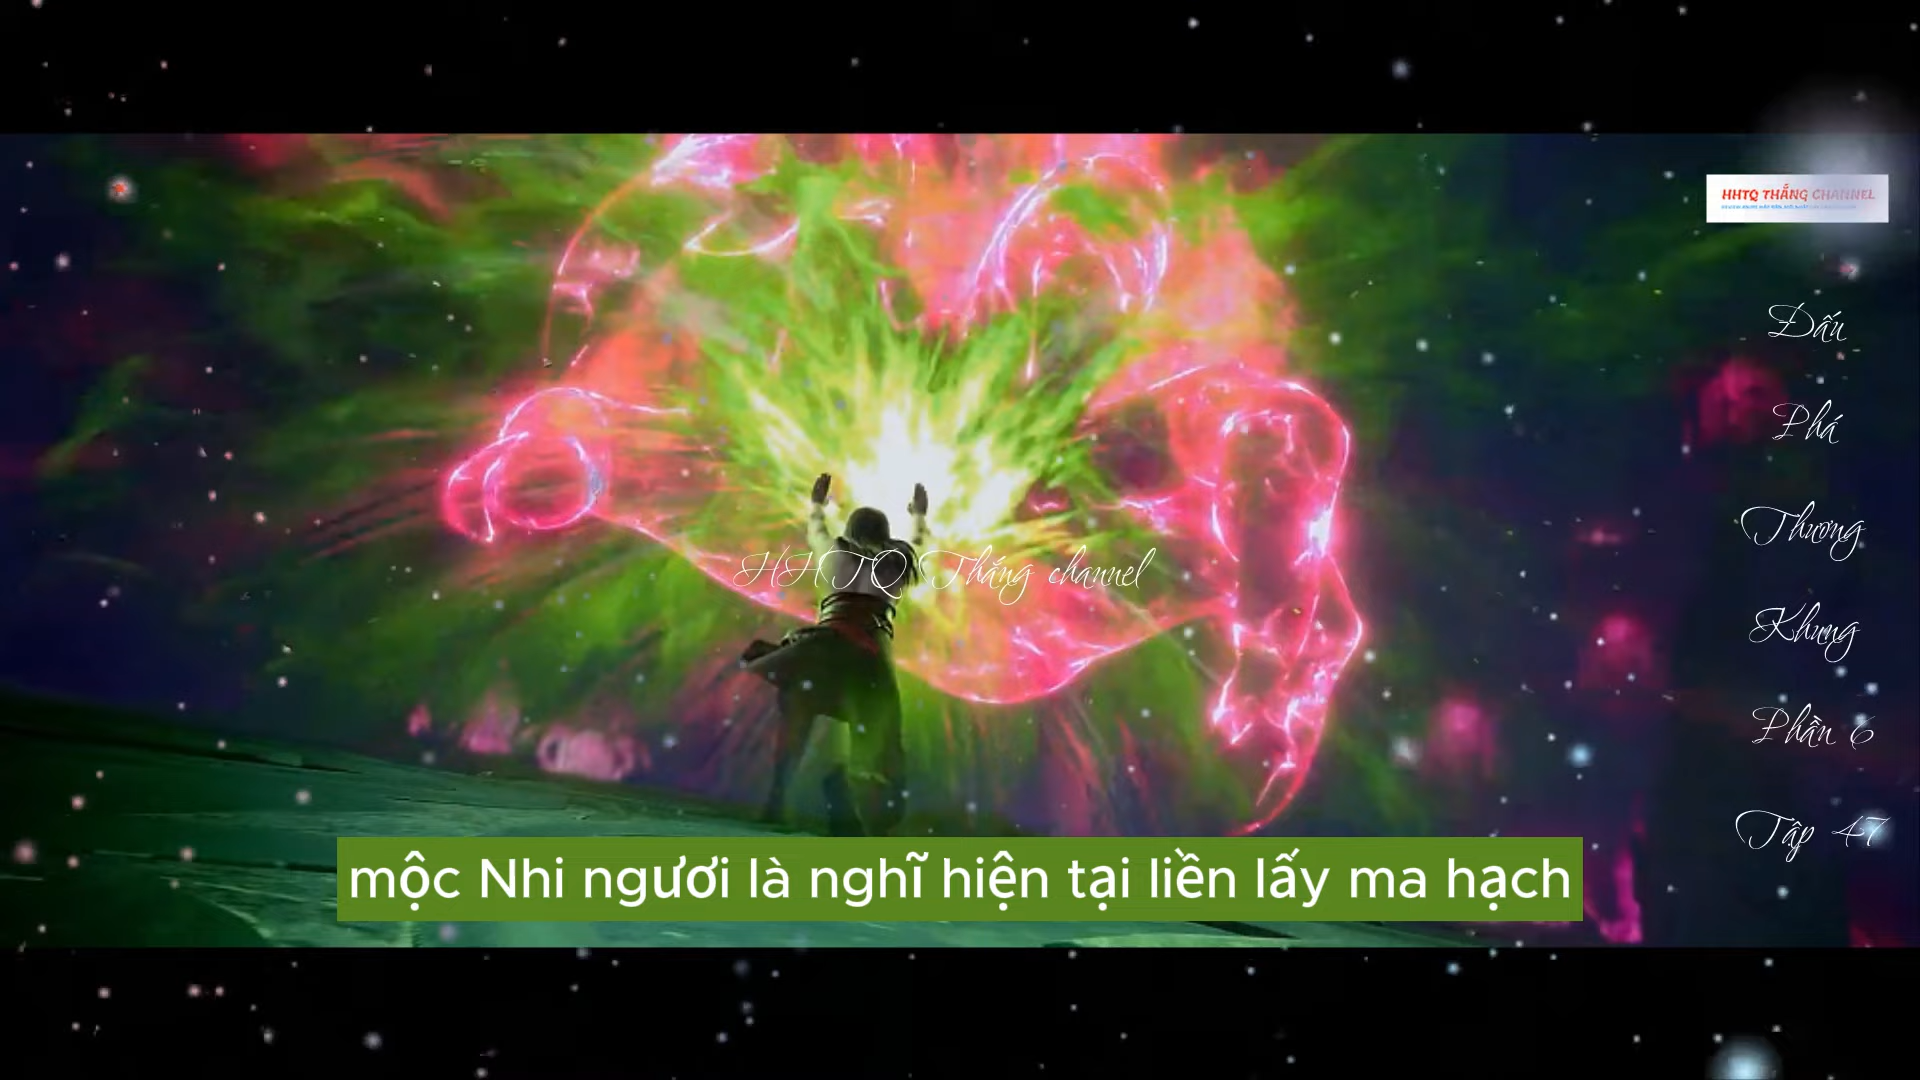 HHTQ THẮNG CHANNEL
Đấu
Phá
Thương
Khung
Phần 6
Tập 47
HHTQ Thắng channel
mộc Nhi ngươi là nghĩ hiện tại liền lấy ma hạch